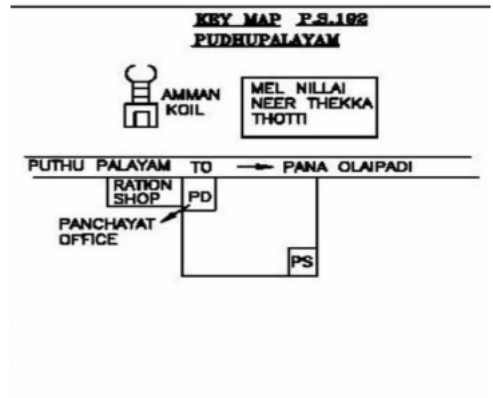 KEY MAP P.S.192
PUDHUPALAYAM
AMMAN
KOIL
MEL NILLAI
NEER THEKKA
THOTTI
PUTHU PALAYAM TO PANA OLAIPADI
RATION
SHOP
PD
PANCHAYAT
OFFICE
PS